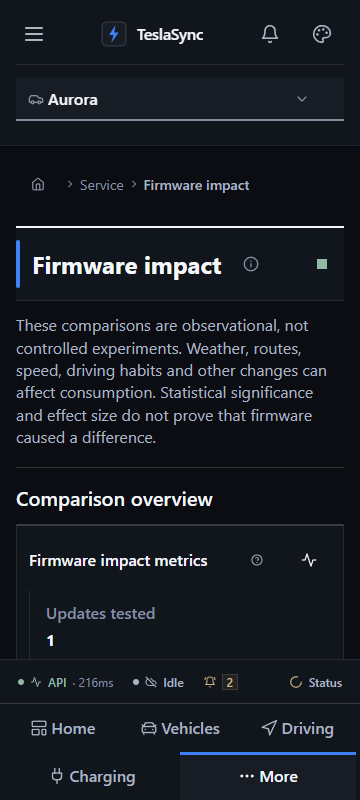 TeslaSync
Aurora
Service > Firmware impact
Firmware impact
These comparisons are observational, not
controlled experiments. Weather, routes,
speed, driving habits and other changes can
affect consumption. Statistical significance
and effect size do not prove that firmware
caused a difference.
Comparison overview
Firmware impact metrics
Updates tested
1
API · 216ms Idle 2 Status
Home Vehicles Driving
Charging More